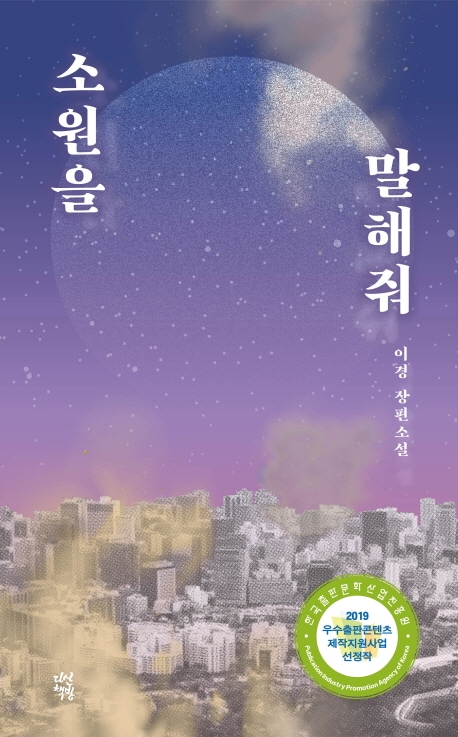 소원을
말해줘
이경 장편소설
한국출판문화산업진흥원
2019
우수출판콘텐츠
제작지원사업
선정작
Publication Industry Promotion Agency of Korea
다산
책방